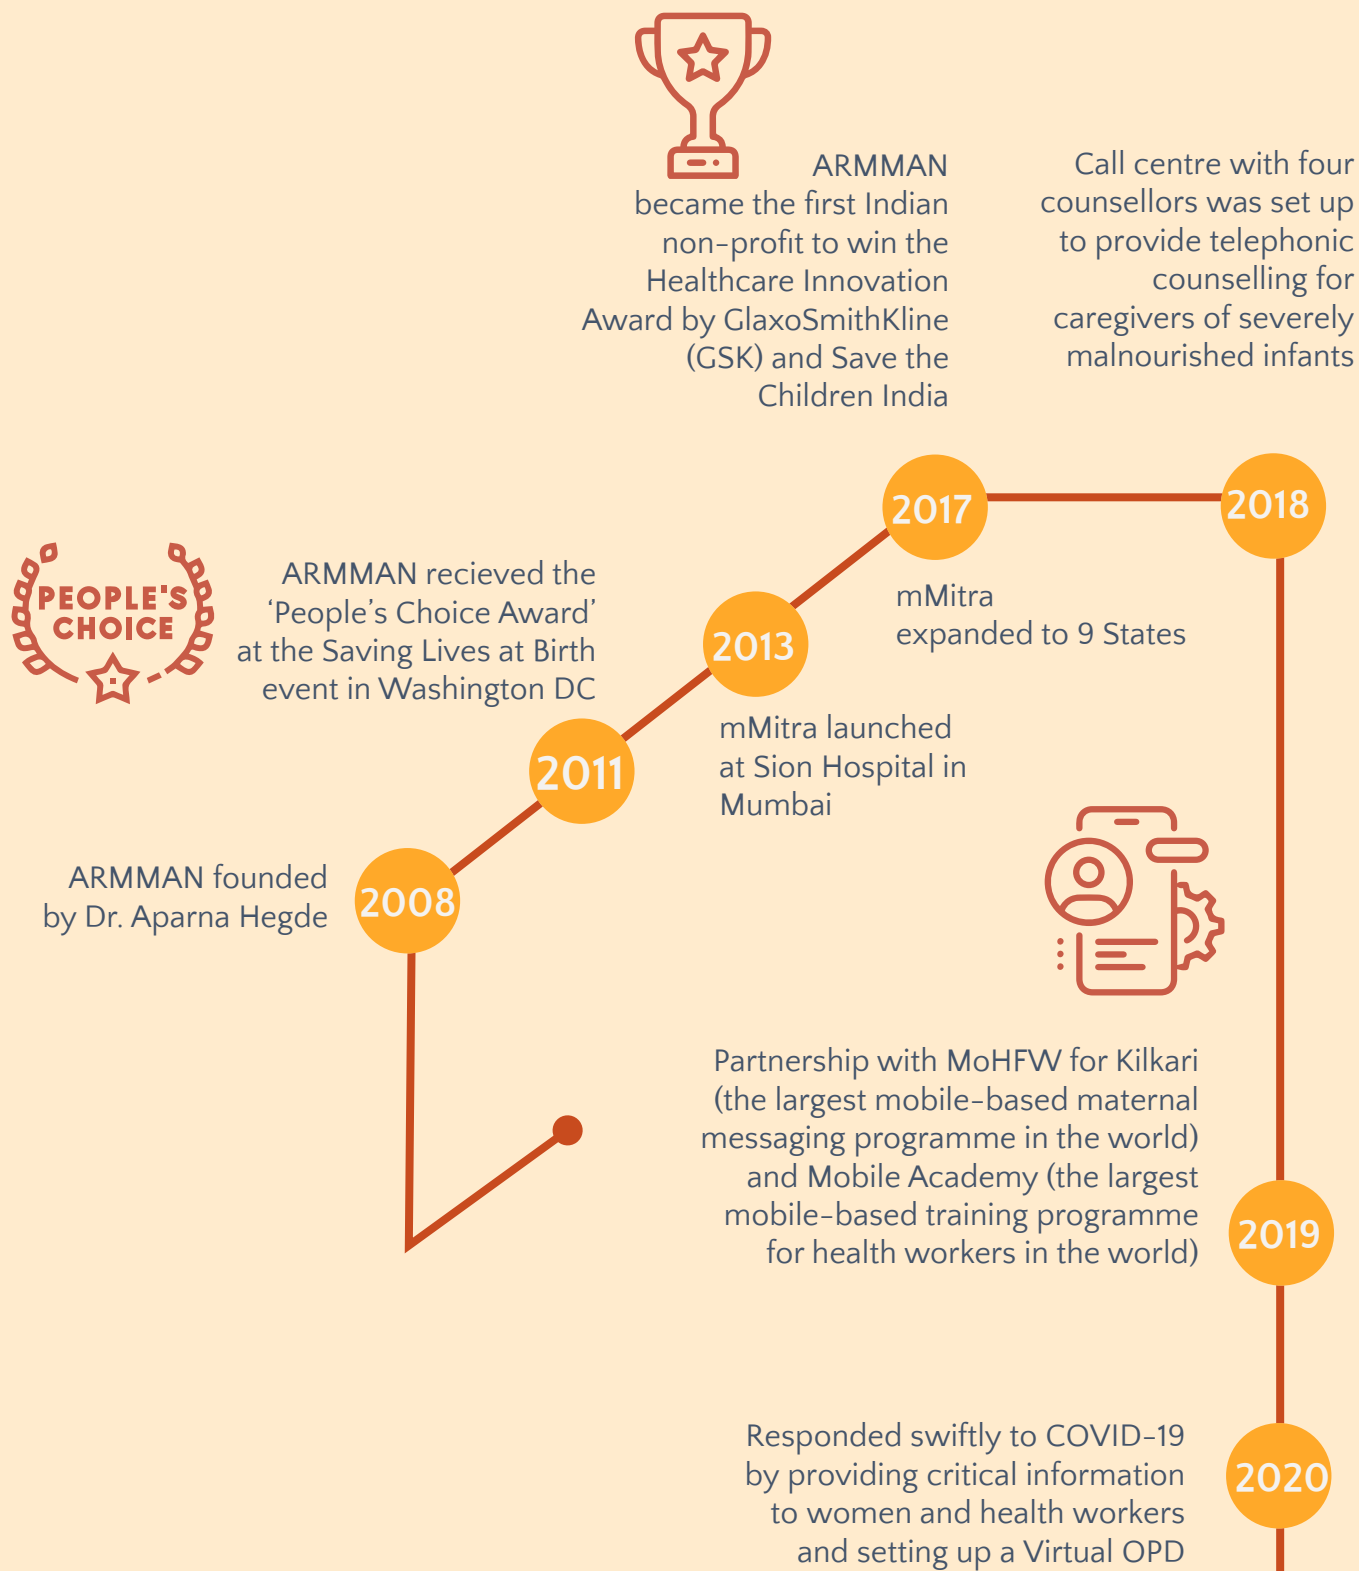 ARMMAN
became the first Indian
non-profit to win the
Healthcare Innovation
Award by GlaxoSmithKline
(GSK) and Save the
Children India
Call centre with four
counsellors was set up
to provide telephonic
counselling for
caregivers of severely
malnourished infants
2017
2018
mMitra
expanded to 9 States
PEOPLE'S
CHOICE
ARMMAN recieved the
‘People’s Choice Award’
at the Saving Lives at Birth
event in Washington DC
2013
mMitra launched
at Sion Hospital in
Mumbai
2011
ARMMAN founded
by Dr. Aparna Hegde
2008
Partnership with MoHFW for Kilkari
(the largest mobile-based maternal
messaging programme in the world)
and Mobile Academy (the largest
mobile-based training programme
for health workers in the world)
2019
Responded swiftly to COVID-19
by providing critical information
to women and health workers
and setting up a Virtual OPD
2020